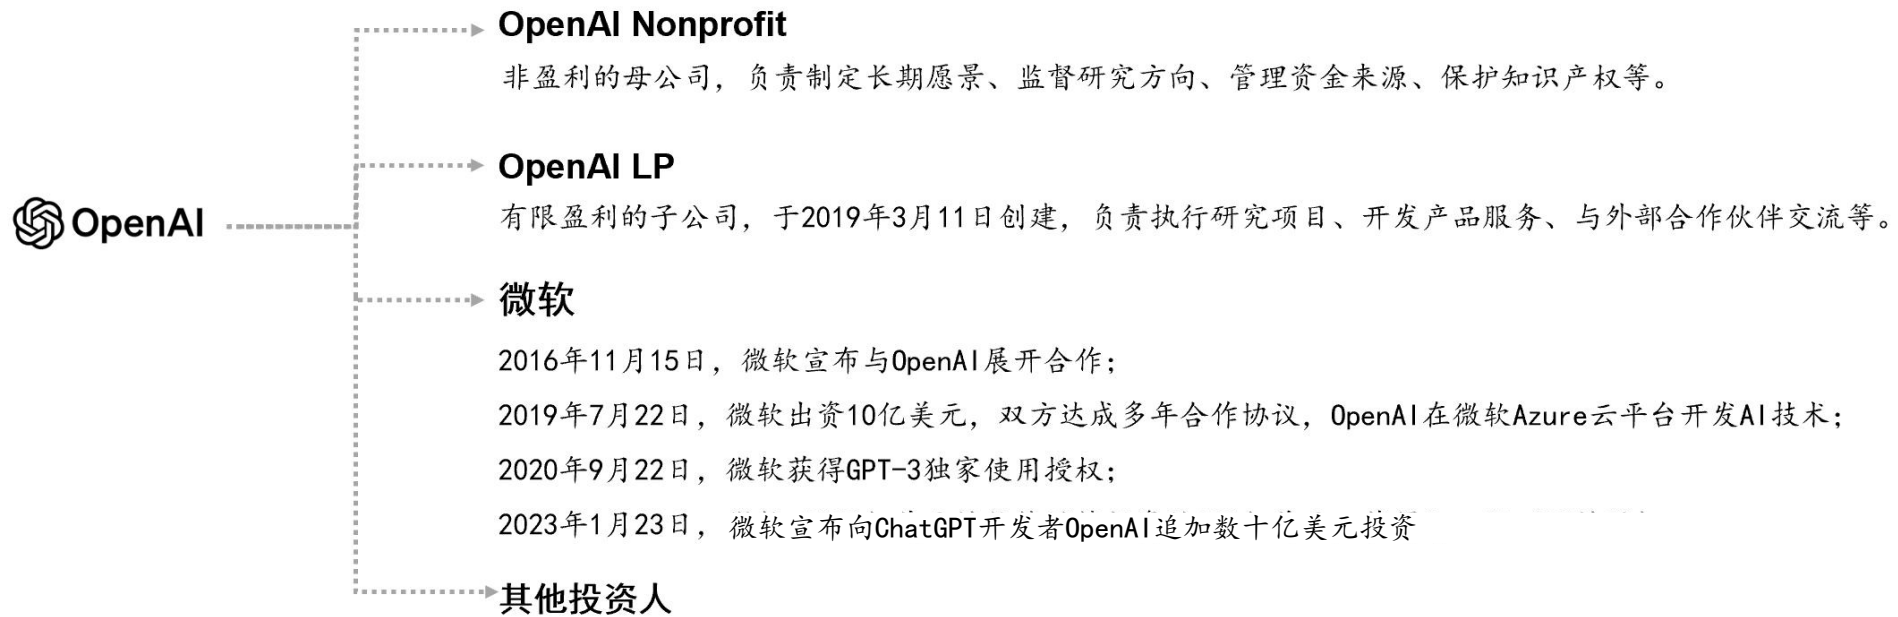 OpenAI Nonprofit
非盈利的母公司，负责制定长期愿景、监督研究方向、管理资金来源、保护知识产权等。
OpenAI LP
有限盈利的子公司，于2019年3月11日创建，负责执行研究项目、开发产品服务、与外部合作伙伴交流等。
OpenAI
微软
2016年11月15日，微软宣布与OpenAI展开合作；
2019年7月22日，微软出资10亿美元，双方达成多年合作协议，OpenAI在微软Azure云平台开发AI技术；
2020年9月22日，微软获得GPT-3独家使用授权；
2023年1月23日，微软宣布向ChatGPT开发者OpenAI追加数十亿美元投资
其他投资人